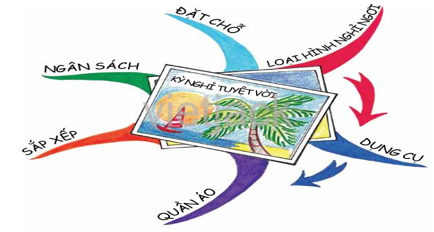 ĐẶT CHỖ
LOẠI HÌNH NGHỈ NGƠI
NGÂN SÁCH
KỲ NGHỈ TUYỆT VỜI
SẮP XẾP
DỤNG CỤ
QUẦN ÁO